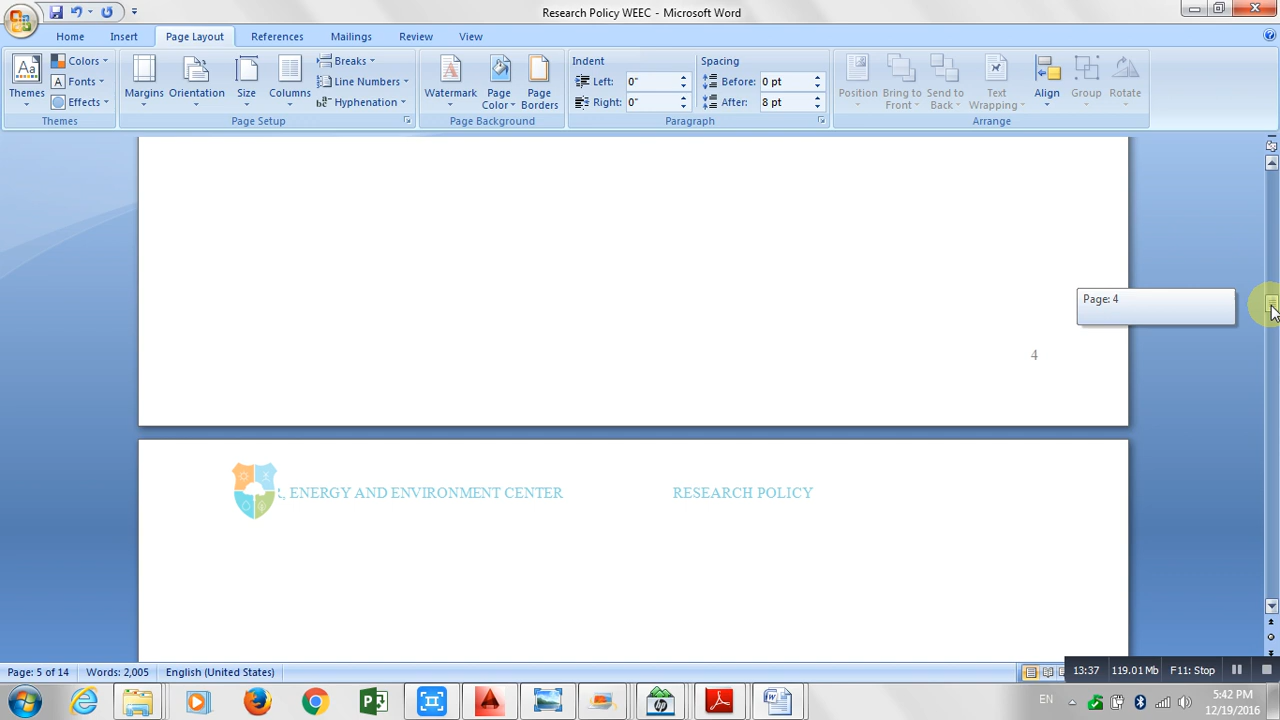 Research Policy WEEC - Microsoft Word
Home Insert Page Layout References Mailings Review View
Aa Themes Colors Fonts Effects
Themes
Margins Orientation Size Columns Breaks Line Numbers Hyphenation
Page Setup
Watermark Page Color Page Borders
Page Background
Indent Spacing
Left: 0" Before: 0 pt
Right: 0" After: 8 pt
Paragraph
Position Bring to Front Send to Back Text Wrapping Align Group Rotate
Arrange
Page: 4
4
, ENERGY AND ENVIRONMENT CENTER RESEARCH POLICY
Page: 5 of 14 Words: 2,005 English (United States)
13:37 119.01 Mb F11: Stop
EN 5:42 PM
12/19/2016